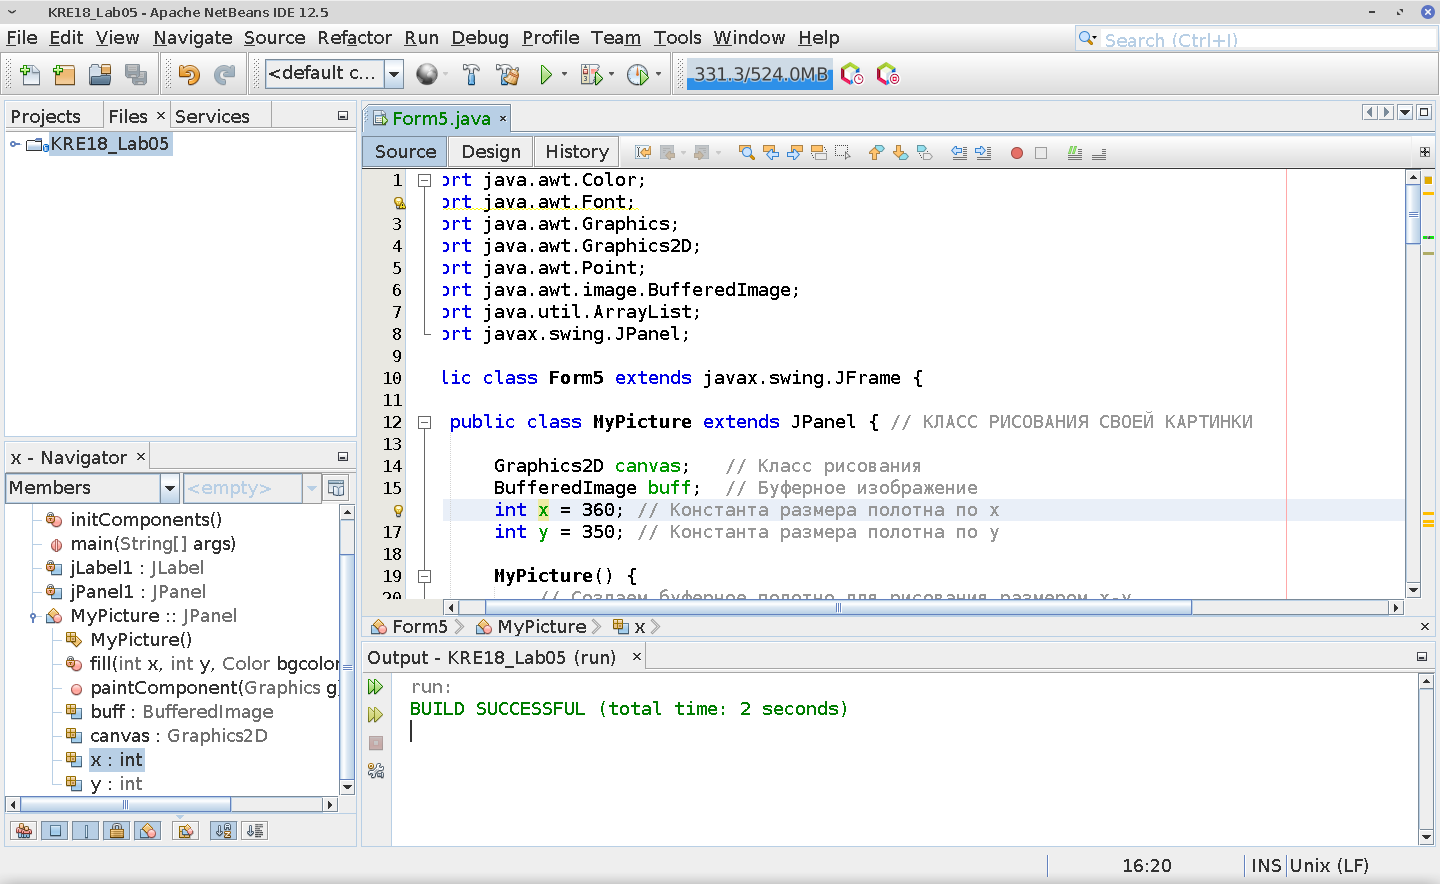 KRE18_Lab05 - Apache NetBeans IDE 12.5
File Edit View Navigate Source Refactor Run Debug Profile Team Tools Window Help
Search (Ctrl+I)
<default c...
331.3/524.0MB
Projects Files Services
KRE18_Lab05
Form5.java
Source Design History
1 ort java.awt.Color;
ort java.awt.Font;
3 ort java.awt.Graphics;
4 ort java.awt.Graphics2D;
5 ort java.awt.Point;
6 ort java.awt.image.BufferedImage;
7 ort java.util.ArrayList;
8 ort javax.swing.JPanel;
9
10 lic class Form5 extends javax.swing.JFrame {
11
12 public class MyPicture extends JPanel { // КЛАСС РИСОВАНИЯ СВОЕЙ КАРТИНКИ
13
14 Graphics2D canvas; // Класс рисования
15 BufferedImage buff; // Буферное изображение
int x = 360; // Константа размера полотна по x
17 int y = 350; // Константа размера полотна по y
18
19 MyPicture() {
20 // Создаем буферное полотно для рисования размером x-y
Form5 MyPicture x
x - Navigator
Members
<empty>
initComponents()
main(String[] args)
jLabel1 : JLabel
jPanel1 : JPanel
MyPicture :: JPanel
MyPicture()
fill(int x, int y, Color bgcolor
paintComponent(Graphics g)
buff : BufferedImage
canvas : Graphics2D
x : int
y : int
Output - KRE18_Lab05 (run)
run:
BUILD SUCCESSFUL (total time: 2 seconds)
16:20 INS Unix (LF)